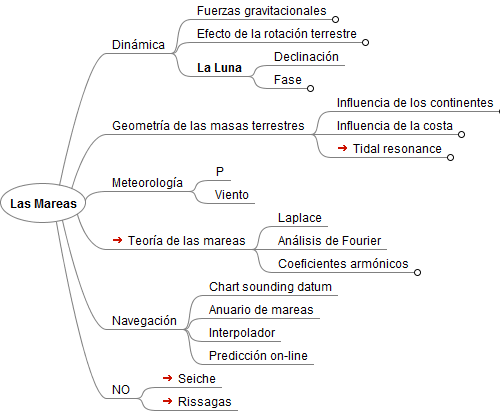 Las Mareas
Dinámica
Fuerzas gravitacionales
Efecto de la rotación terrestre
La Luna
Declinación
Fase
Geometría de las masas terrestres
Influencia de los continentes
Influencia de la costa
Tidal resonance
Meteorología
P
Viento
Teoría de las mareas
Laplace
Análisis de Fourier
Coeficientes armónicos
Navegación
Chart sounding datum
Anuario de mareas
Interpolador
Predicción on-line
NO
Seiche
Rissagas